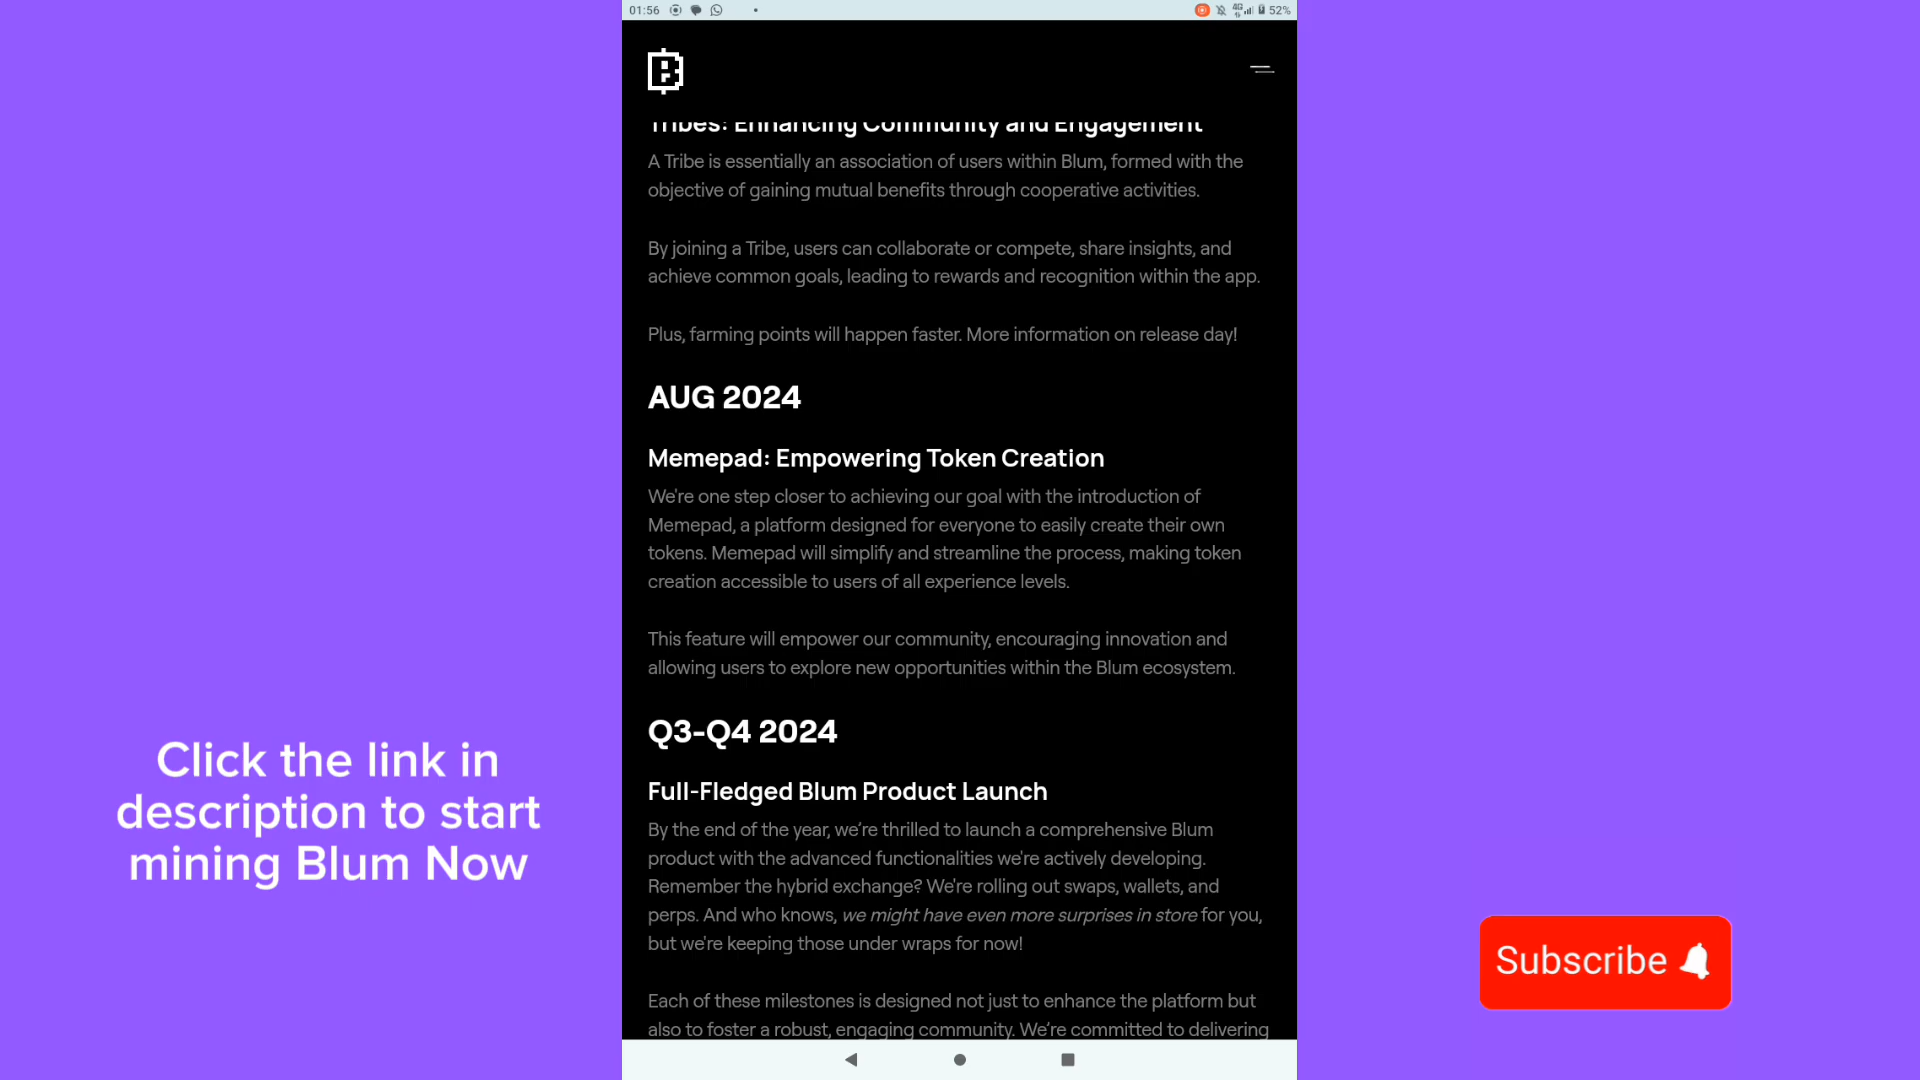 01:56
4G
52%
Tribes: Enhancing Community and Engagement
A Tribe is essentially an association of users within Blum, formed with the
objective of gaining mutual benefits through cooperative activities.
By joining a Tribe, users can collaborate or compete, share insights, and
achieve common goals, leading to rewards and recognition within the app.
Plus, farming points will happen faster. More information on release day!
AUG 2024
Memepad: Empowering Token Creation
We're one step closer to achieving our goal with the introduction of
Memepad, a platform designed for everyone to easily create their own
tokens. Memepad will simplify and streamline the process, making token
creation accessible to users of all experience levels.
This feature will empower our community, encouraging innovation and
allowing users to explore new opportunities within the Blum ecosystem.
Q3-Q4 2024
Full-Fledged Blum Product Launch
By the end of the year, we’re thrilled to launch a comprehensive Blum
product with the advanced functionalities we're actively developing.
Remember the hybrid exchange? We're rolling out swaps, wallets, and
perps. And who knows, we might have even more surprises in store for you,
but we're keeping those under wraps for now!
Each of these milestones is designed not just to enhance the platform but
also to foster a robust, engaging community. We’re committed to delivering
Click the link in
description to start
mining Blum Now
Subscribe